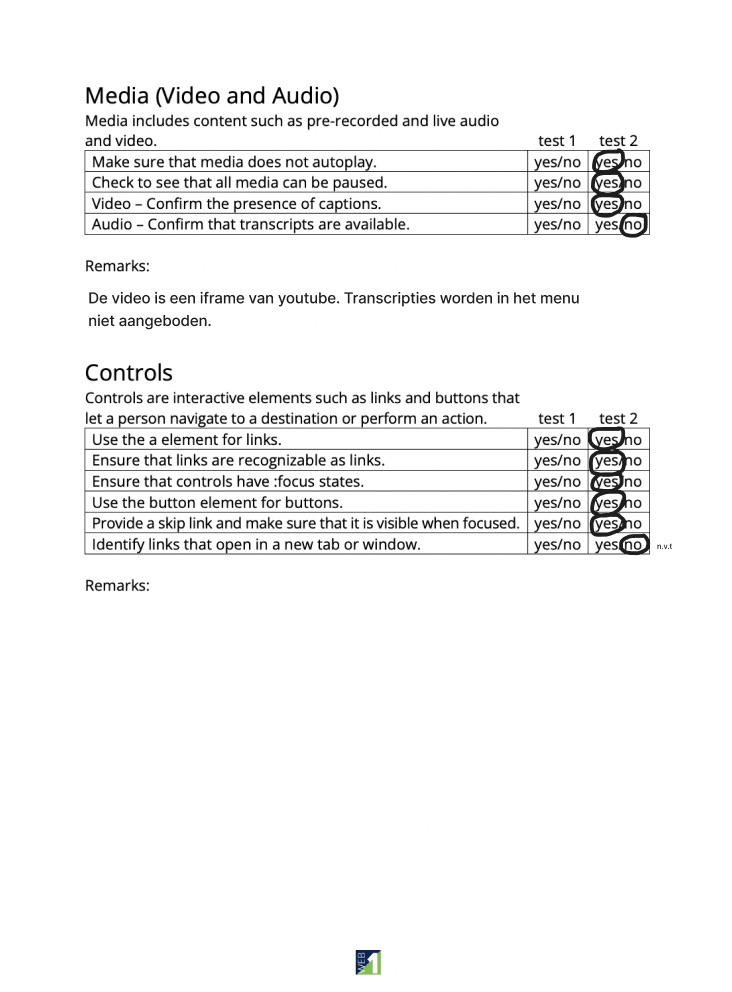 Media (Video and Audio)
Media includes content such as pre-recorded and live audio
and video. test 1 test 2
Make sure that media does not autoplay. yes/no yes/no
Check to see that all media can be paused. yes/no yes/no
Video – Confirm the presence of captions. yes/no yes/no
Audio – Confirm that transcripts are available. yes/no yes/no
Remarks:
De video is een iframe van youtube. Transcripties worden in het menu
niet aangeboden.
Controls
Controls are interactive elements such as links and buttons that
let a person navigate to a destination or perform an action. test 1 test 2
Use the a element for links. yes/no yes/no
Ensure that links are recognizable as links. yes/no yes/no
Ensure that controls have :focus states. yes/no yes/no
Use the button element for buttons. yes/no yes/no
Provide a skip link and make sure that it is visible when focused. yes/no yes/no
Identify links that open in a new tab or window. yes/no yes/no n.v.t
Remarks:
WEB 1